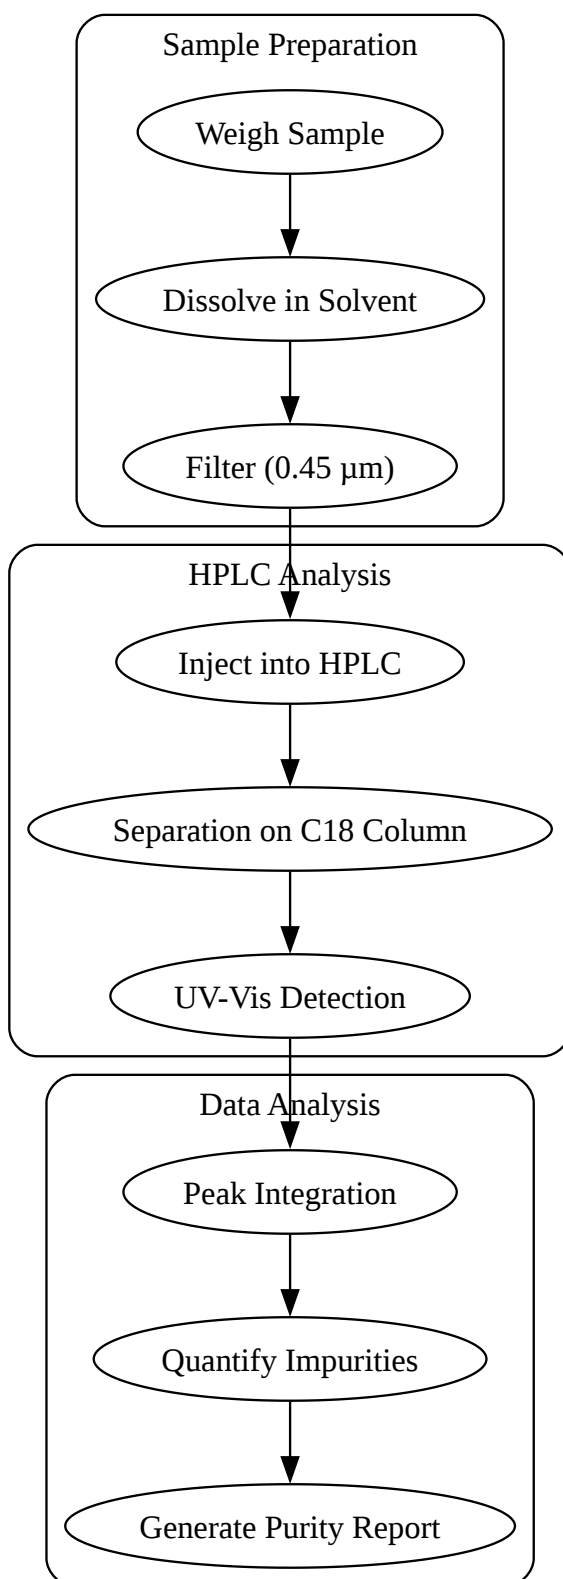 Sample Preparation
Weigh Sample
Dissolve in Solvent
Filter (0.45 µm)
HPLC Analysis
Inject into HPLC
Separation on C18 Column
UV-Vis Detection
Data Analysis
Peak Integration
Quantify Impurities
Generate Purity Report